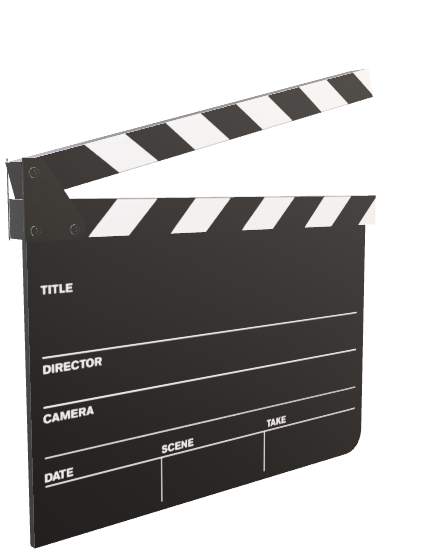 TITLE
DIRECTOR
CAMERA
DATE SCENE TAKE